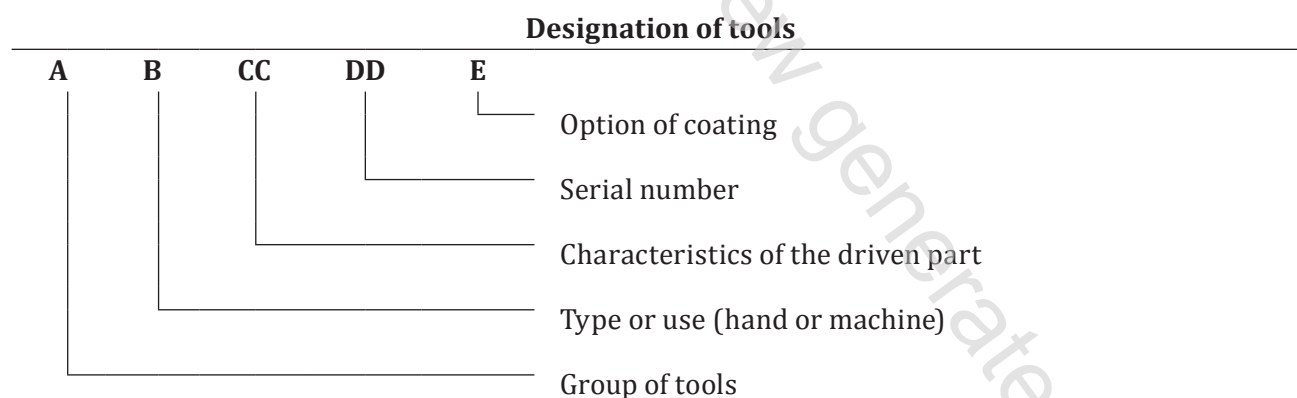 Designation of tools
A B CC DD E
Option of coating
Serial number
Characteristics of the driven part
Type or use (hand or machine)
Group of tools